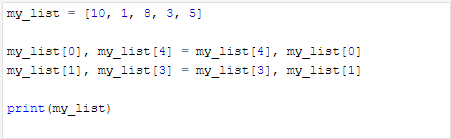 my_list = [10, 1, 8, 3, 5]
my_list[0], my_list[4] = my_list[4], my_list[0]
my_list[1], my_list[3] = my_list[3], my_list[1]
print(my_list)